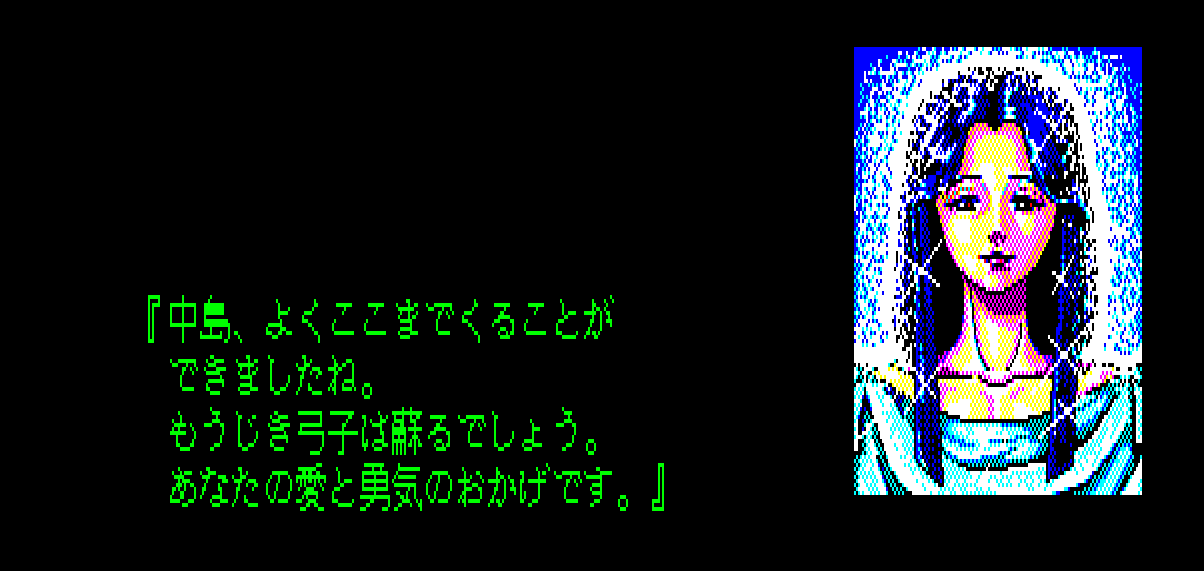 『中島、よくここまでくることが
できましたね。
もうじき弓子は蘇るでしょう。
あなたの愛と勇気のおかげです。』